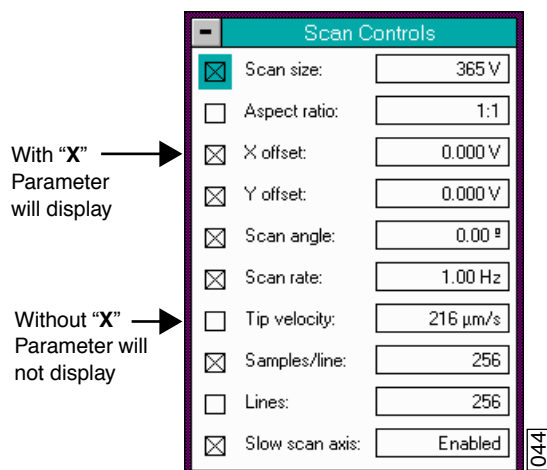 Scan Controls
Scan size: 365 V
Aspect ratio: 1:1
With “X”
Parameter
will display
X offset: 0.000 V
Y offset: 0.000 V
Scan angle: 0.00 º
Scan rate: 1.00 Hz
Without “X”
Parameter will
not display
Tip velocity: 216 µm/s
Samples/line: 256
Lines: 256
Slow scan axis: Enabled
044